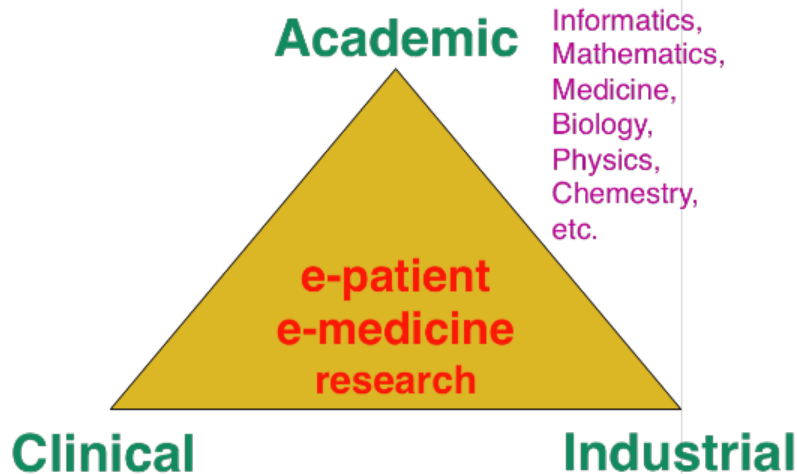 Academic
Informatics,
Mathematics,
Medicine,
Biology,
Physics,
Chemestry,
etc.
e-patient
e-medicine
research
Clinical
Industrial